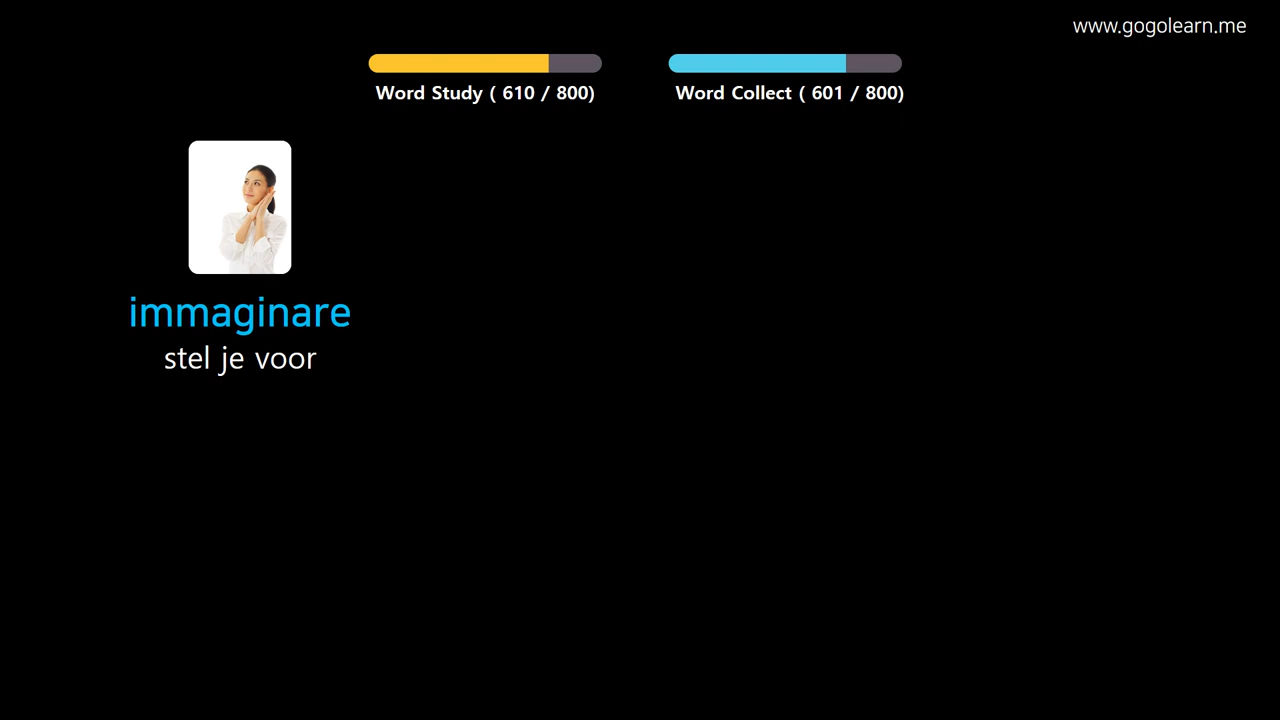 www.gogolearn.me
Word Study ( 610 / 800)
Word Collect ( 601 / 800)
immaginare
stel je voor